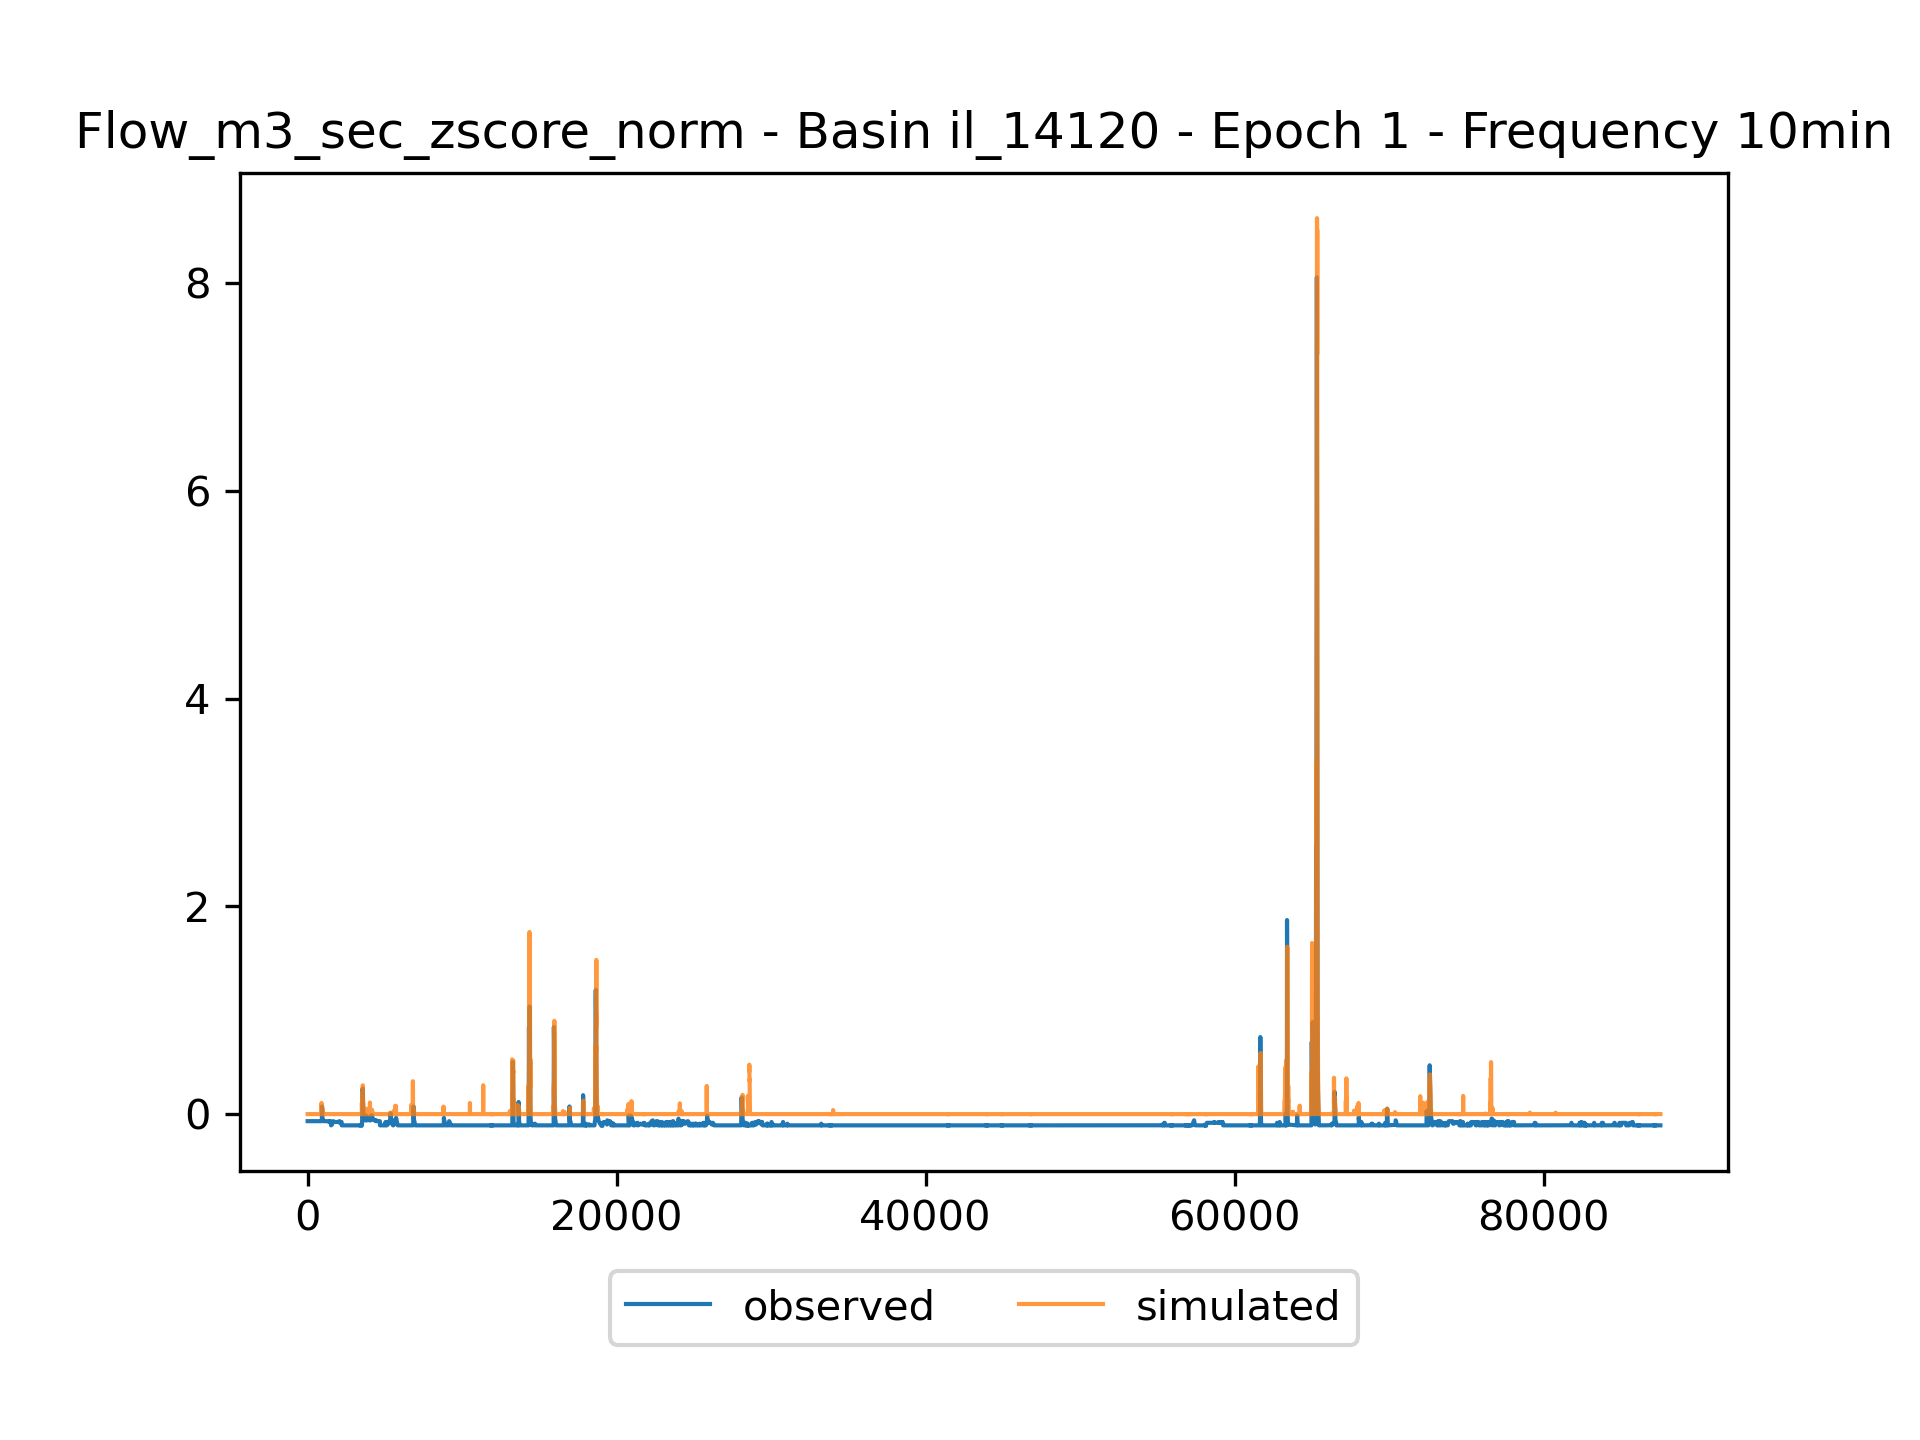 Flow_m3_sec_zscore_norm - Basin il_14120 - Epoch 1 - Frequency 10min
8
6
4
2
0
0 20000 40000 60000 80000
observed simulated